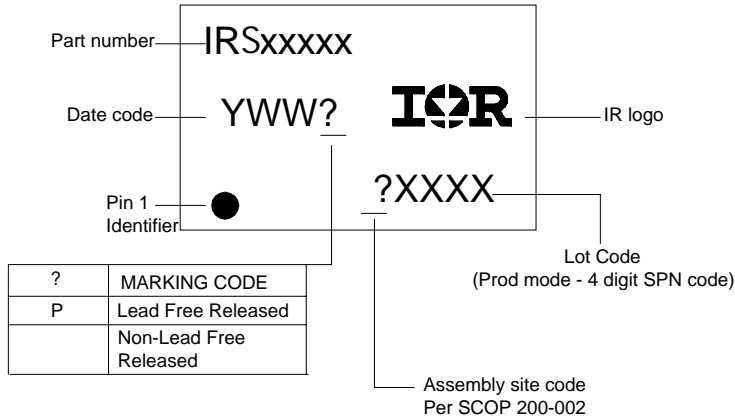 Part number
IRSxxxxx
Date code
YWW?
IOR
IR logo
Pin 1
Identifier
?XXXX
Lot Code
(Prod mode - 4 digit SPN code)
? MARKING CODE
P Lead Free Released
Non-Lead Free
Released
Assembly site code
Per SCOP 200-002